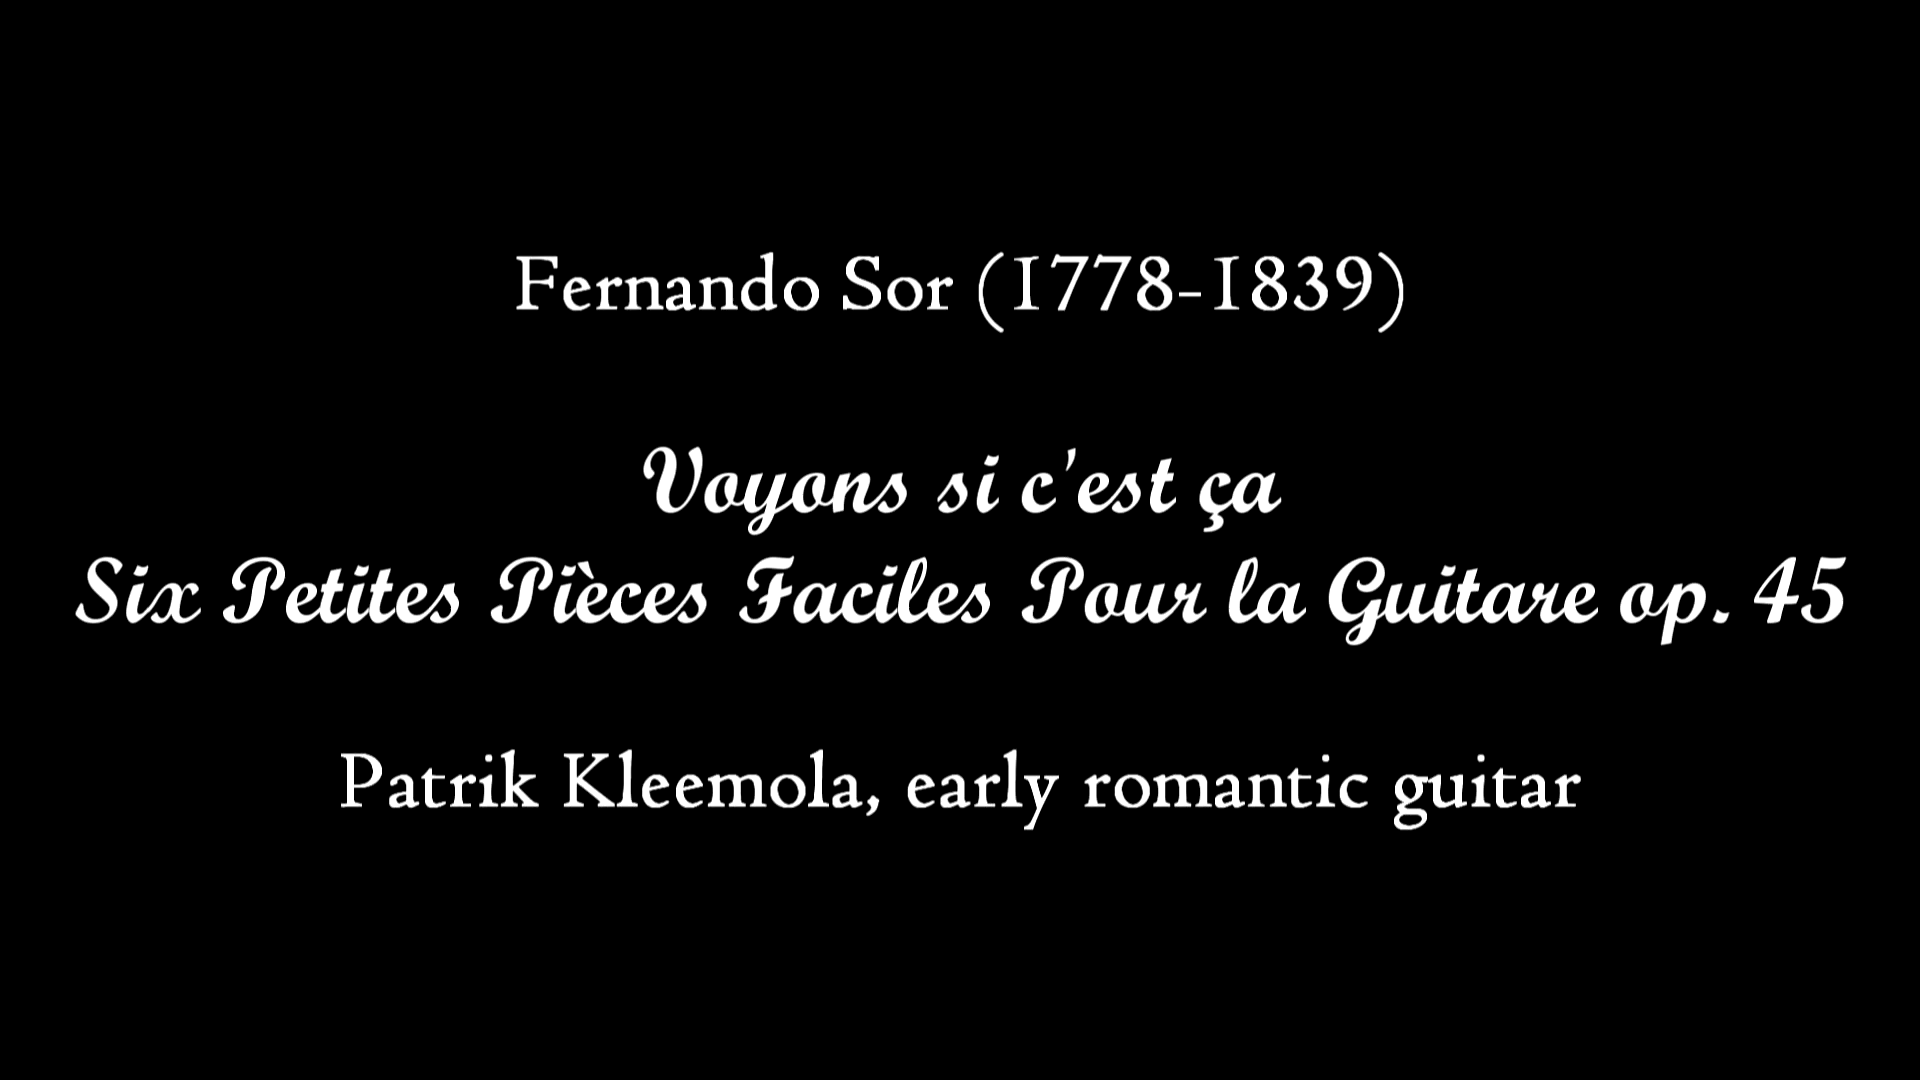 Fernando Sor (1778-1839)
Voyons si c'est ça
Six Petites Pièces Faciles Pour la Guitare op. 45
Patrik Kleemola, early romantic guitar